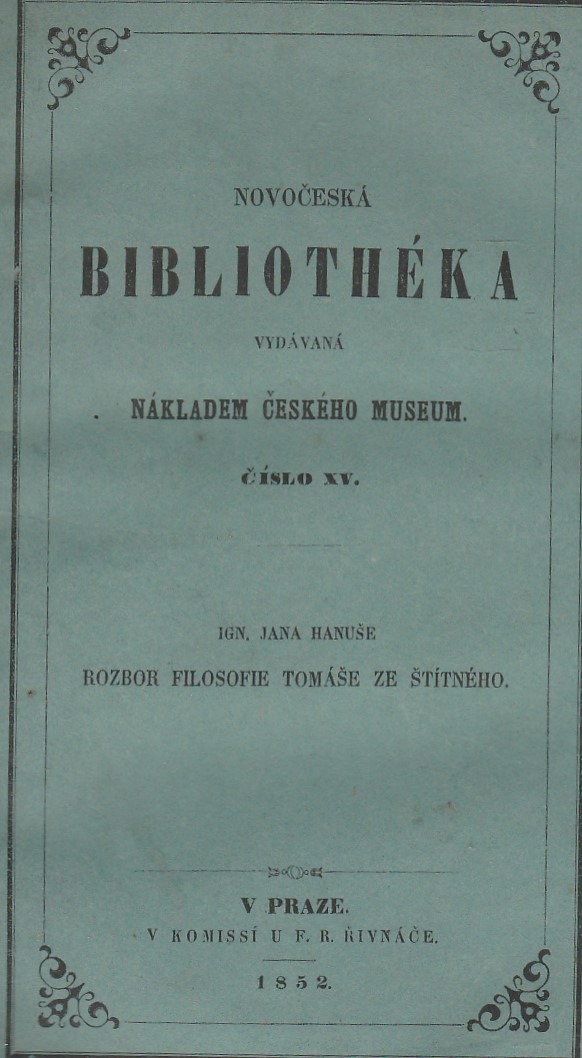 NOVOČESKÁ
BIBLIOTHÉKA
VYDÁVANÁ
NÁKLADEM ČESKÉHO MUSEUM.
ČÍSLO XV.
IGN. JANA HANUŠE
ROZBOR FILOSOFIE TOMÁŠE ZE ŠTÍTNÉHO.
V PRAZE.
V KOMISSÍ U F. R. ŘIVNÁČE.
1852.